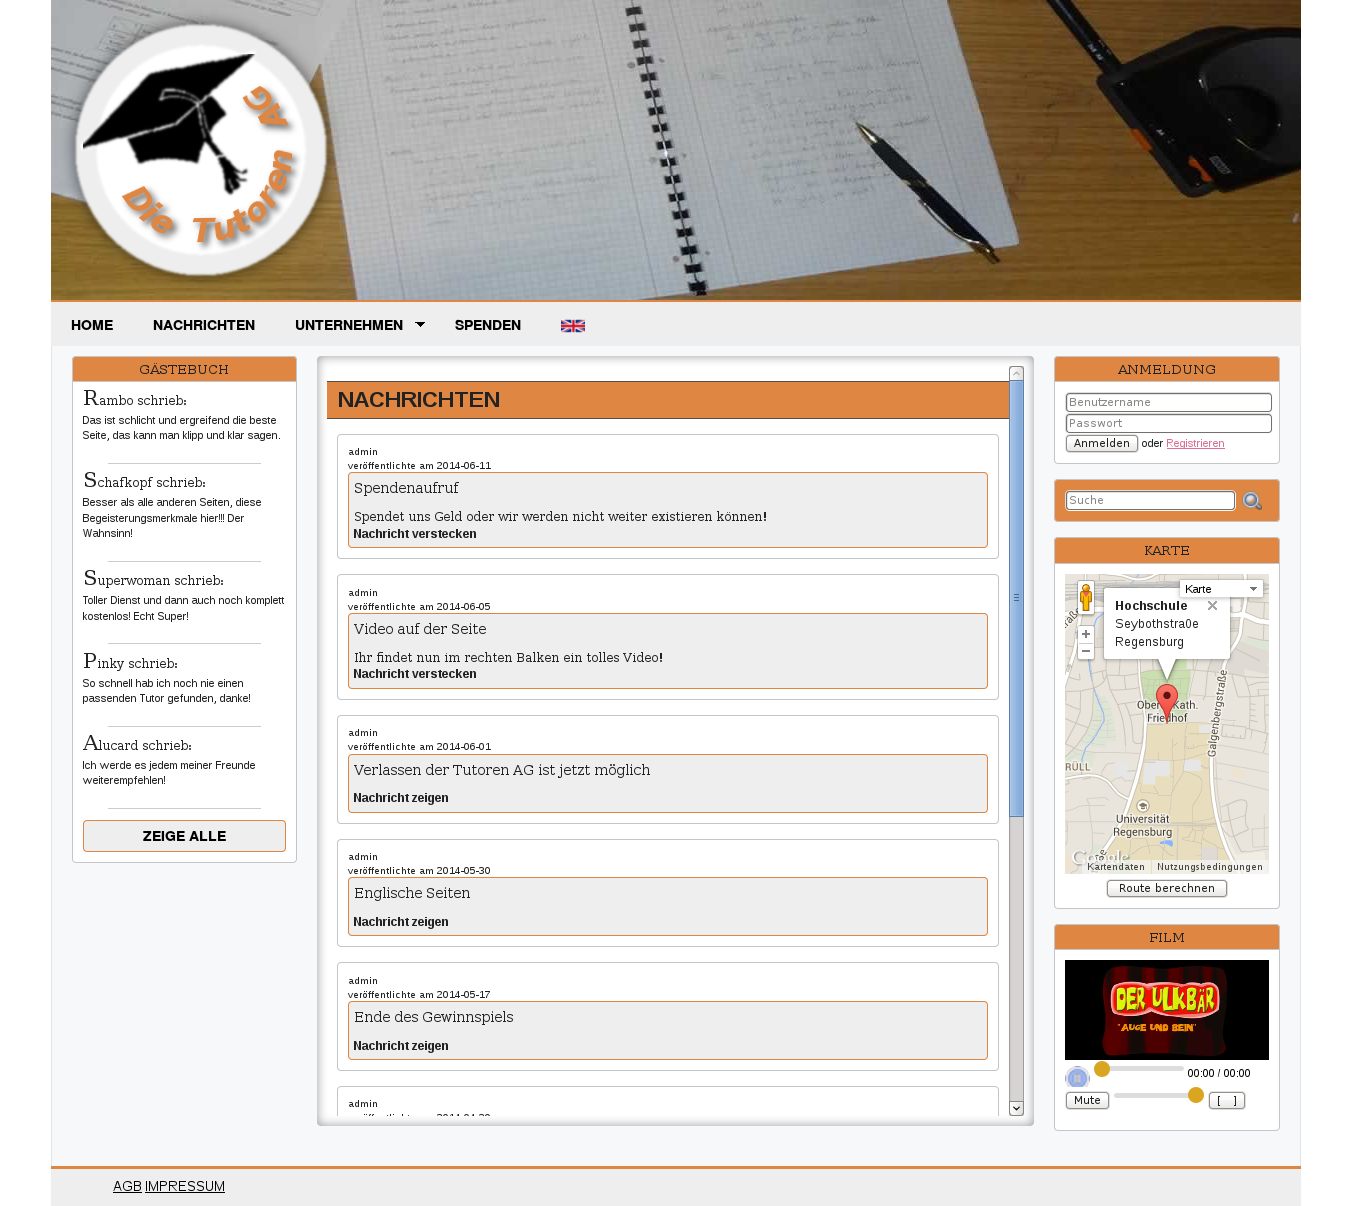 Die Tutoren AG
HOME NACHRICHTEN UNTERNEHMEN SPENDEN
GÄSTEBUCH
Rambo schrieb:
Das ist schlicht und ergreifend die beste
Seite, das kann man klipp und klar sagen.
Schafkopf schrieb:
Besser als alle anderen Seiten, diese
Begeisterungsmerkmale hier!!! Der
Wahnsinn!
Superwoman schrieb:
Toller Dienst und dann auch noch komplett
kostenlos! Echt Super!
Pinky schrieb:
So schnell hab ich noch nie einen
passenden Tutor gefunden, danke!
Alucard schrieb:
Ich werde es jedem meiner Freunde
weiterempfehlen!
ZEIGE ALLE
NACHRICHTEN
admin
veröffentlichte am 2014-06-11
Spendenaufruf
Spendet uns Geld oder wir werden nicht weiter existieren können!
Nachricht verstecken
admin
veröffentlichte am 2014-06-05
Video auf der Seite
Ihr findet nun im rechten Balken ein tolles Video!
Nachricht verstecken
admin
veröffentlichte am 2014-06-01
Verlassen der Tutoren AG ist jetzt möglich
Nachricht zeigen
admin
veröffentlichte am 2014-05-30
Englische Seiten
Nachricht zeigen
admin
veröffentlichte am 2014-05-17
Ende des Gewinnspiels
Nachricht zeigen
admin
ANMELDUNG
Benutzername
Passwort
Anmelden oder Registrieren
Suche
KARTE
Karte
Hochschule
Seybothstraße
Regensburg
Kath.
Friedhof
Galgenbergstraße
RÜLL
Universität
Regensburg
Google
Kartendaten Nutzungsbedingungen
Route berechnen
FILM
DER ULKBÄR
"AUGE UND BEIN"
00:00 / 00:00
Mute [ ]
AGB IMPRESSUM